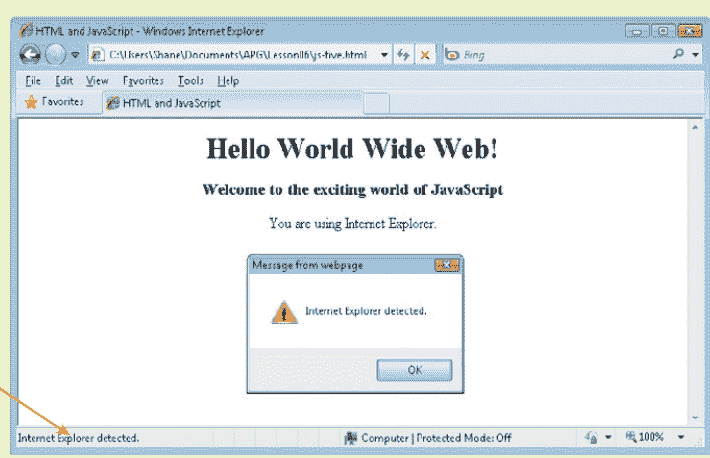 HTML and JavaScript - Windows Internet Explorer
C:\Users\Shane\Documents\APG\Lesson16\js-five.html
Bing
File Edit View Favorites Tools Help
Favorites
HTML and JavaScript
Hello World Wide Web!
Welcome to the exciting world of JavaScript
You are using Internet Explorer.
Message from webpage
Internet Explorer detected.
OK
Internet Explorer detected.
Computer | Protected Mode: Off
100%